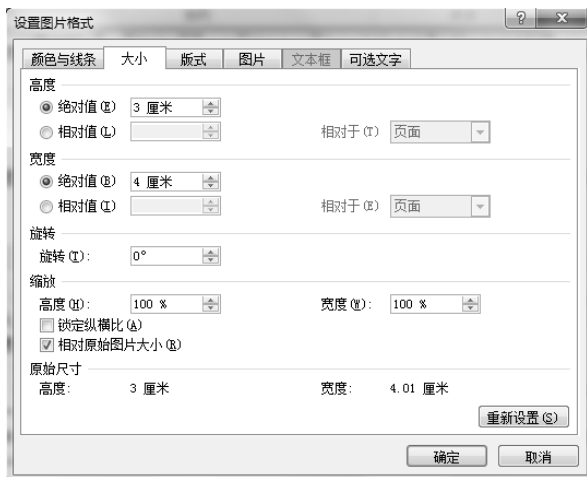 设置图片格式
颜色与线条 大小 版式 图片 文本框 可选文字
高度
绝对值(E) 3 厘米
相对值(L) 相对于(T) 页面
宽度
绝对值(B) 4 厘米
相对值(I) 相对于(E) 页面
旋转
旋转(T): 0°
缩放
高度(H): 100 % 宽度(W): 100 %
锁定纵横比(A)
相对原始图片大小(R)
原始尺寸
高度: 3 厘米 宽度: 4.01 厘米
重新设置(S)
确定 取消